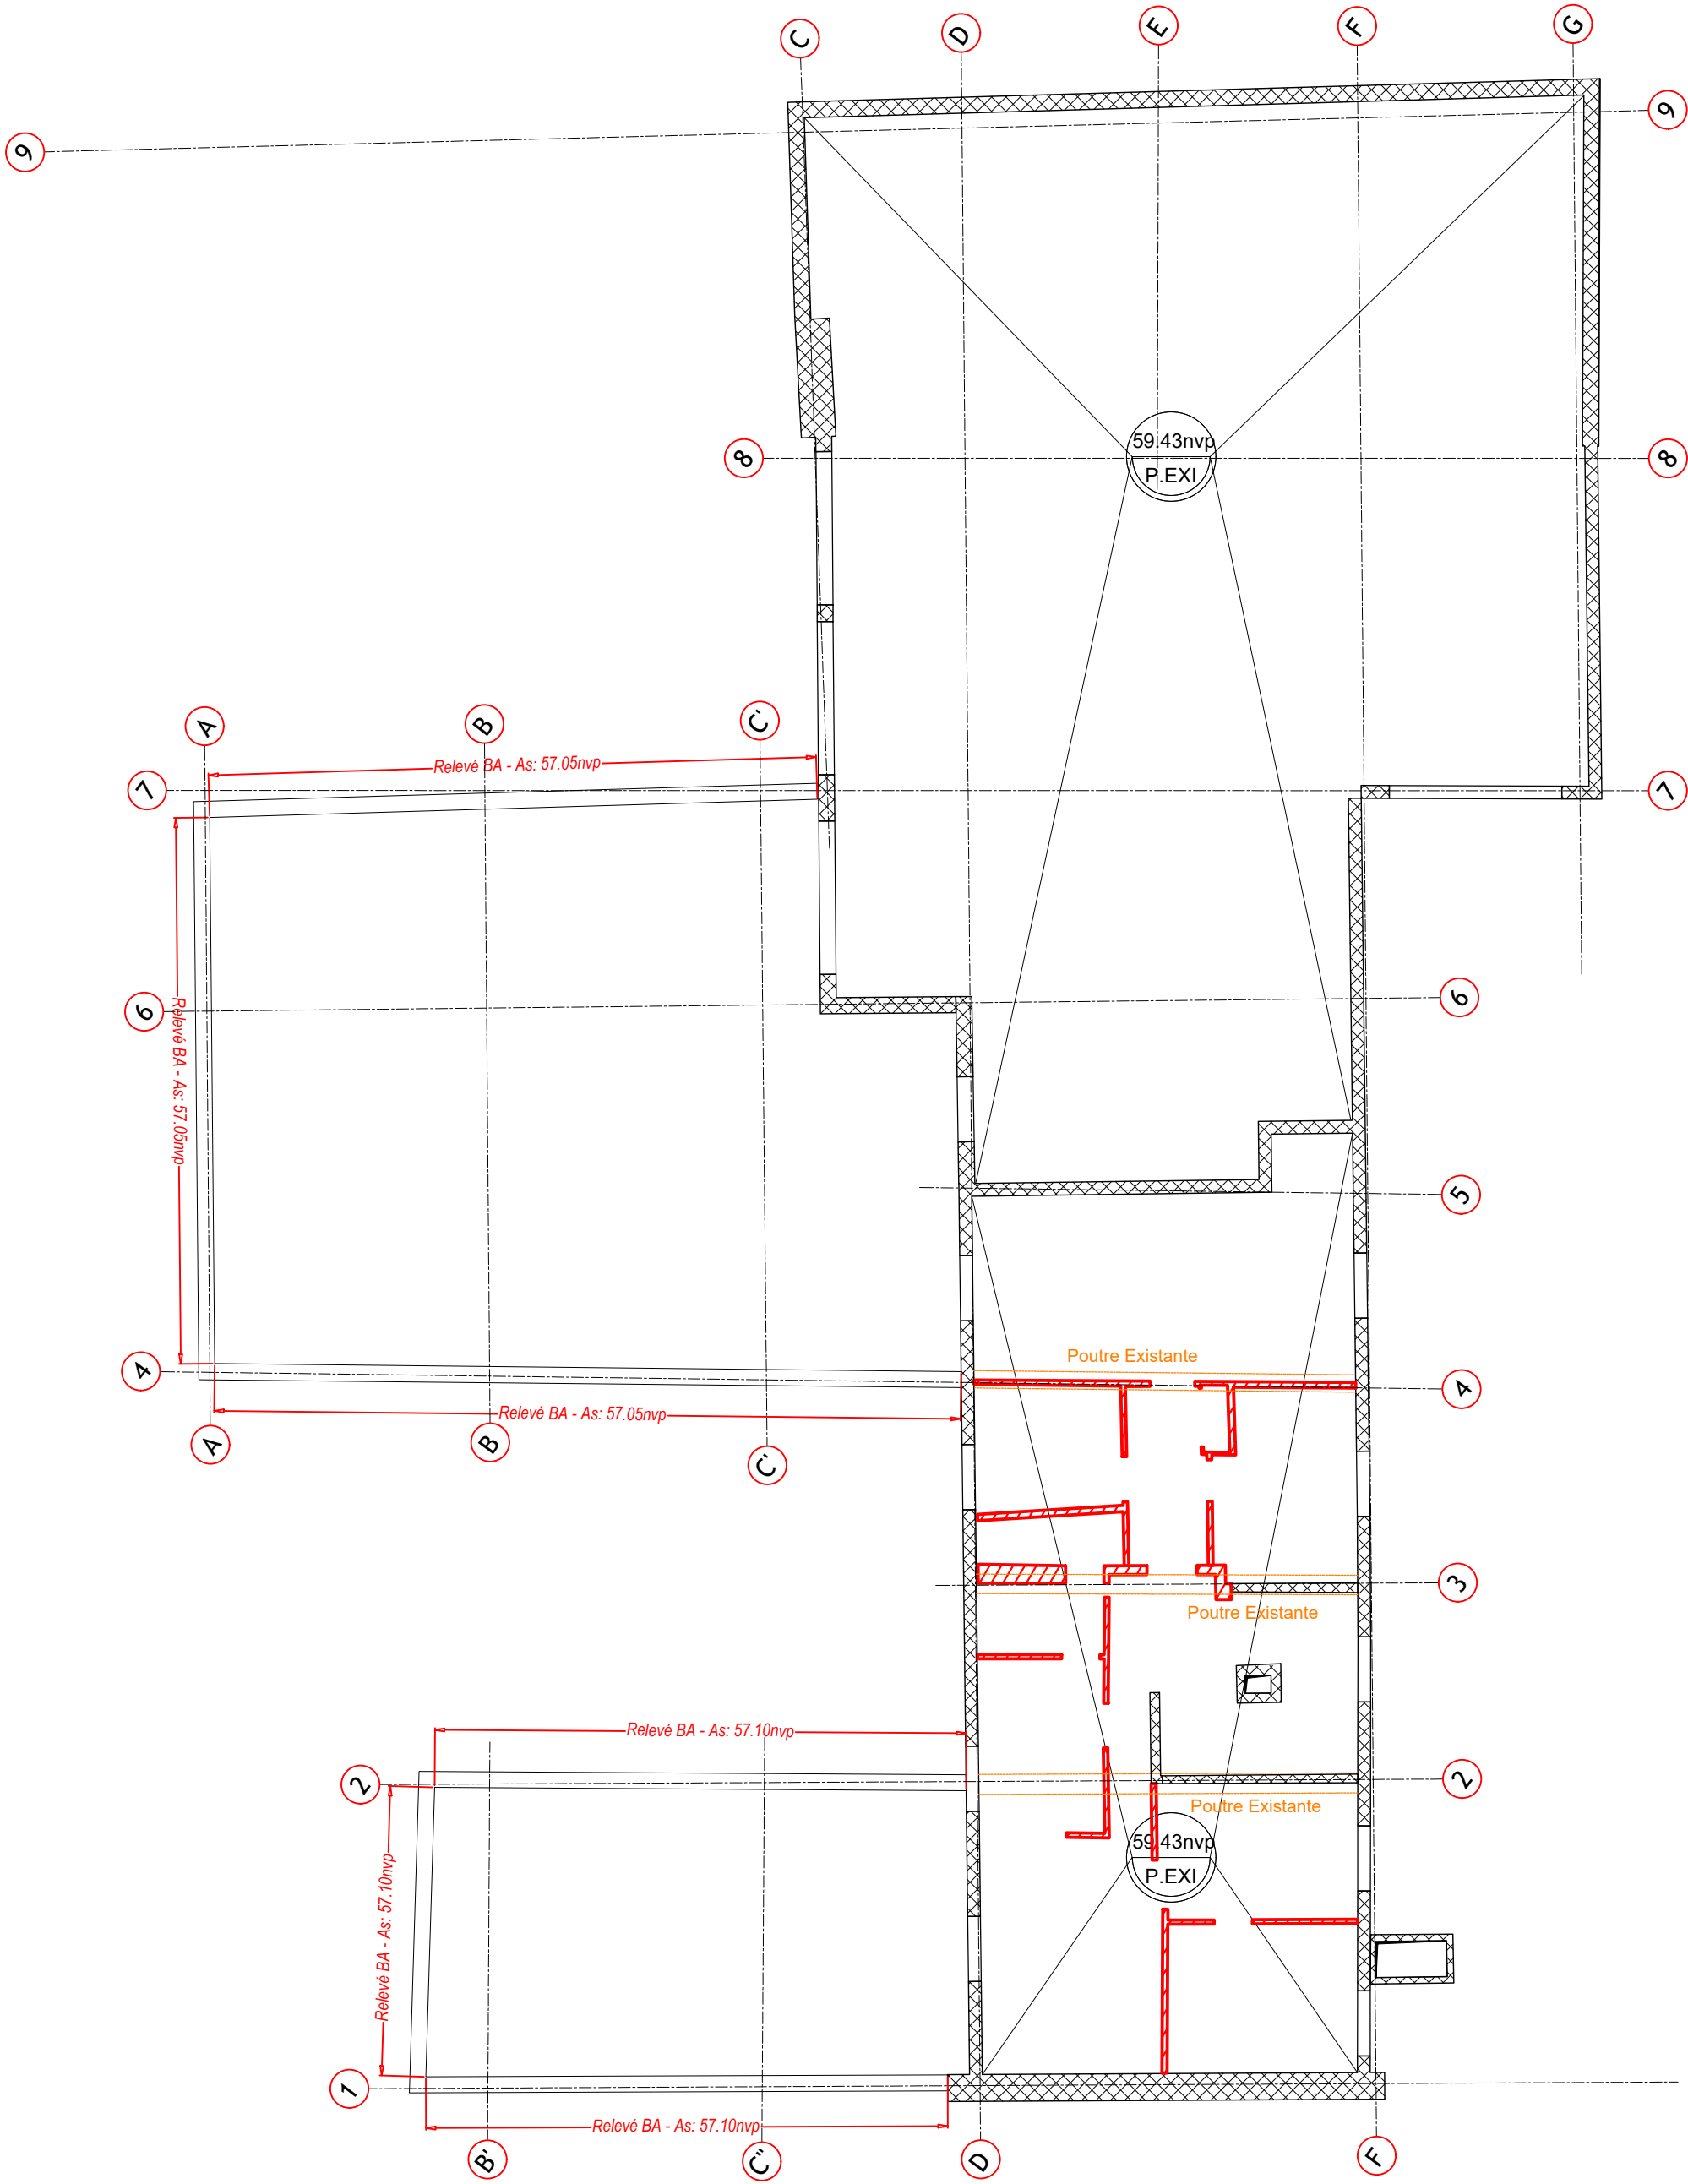 C
D
E
F
G
9
9
59.43nvp
P.EXI
8
8
A
B
C'
Relevé BA - As: 57.05nvp
7
7
6
6
Relevé BA - As: 57.05nvp
5
Poutre Existante
4
4
Relevé BA - As: 57.05nvp
A
B
C'
3
Poutre Existante
Relevé BA - As: 57.10nvp
2
2
Poutre Existante
59.43nvp
P.EXI
Relevé BA - As: 57.10nvp
1
Relevé BA - As: 57.10nvp
B'
C"
D
F